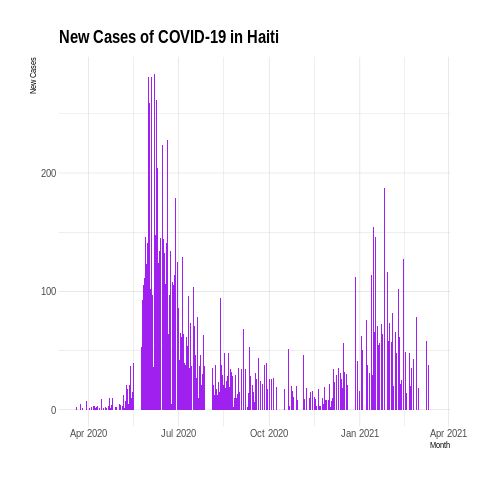 New Cases of COVID-19 in Haiti
New Cases
200
100
0
Apr 2020
Jul 2020
Oct 2020
Jan 2021
Apr 2021
Month